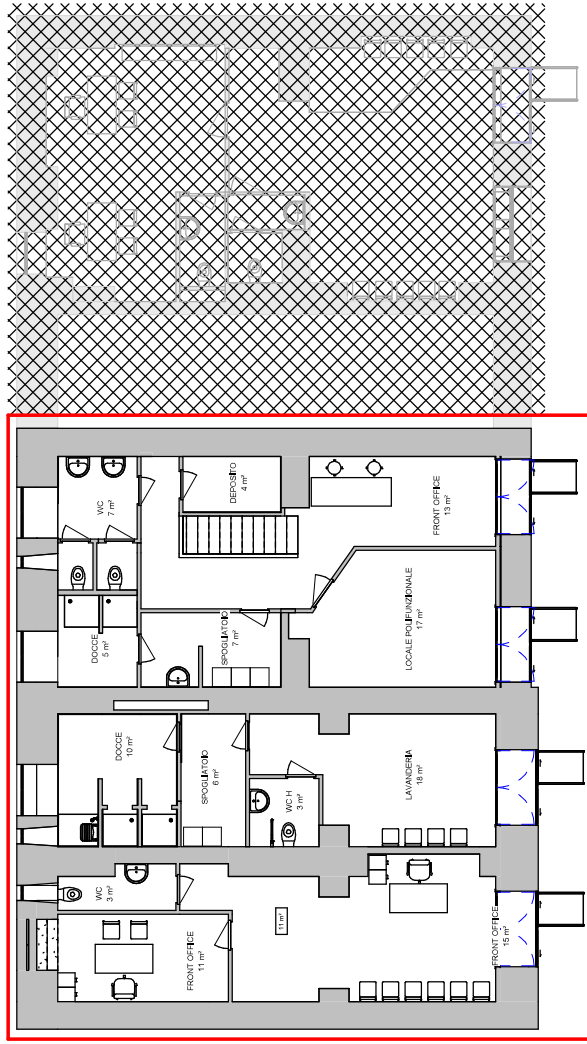 WC
7 m²
DEPOSITO
4 m²
FRONT OFFICE
13 m²
DOCCE
5 m²
SPOGLIATOIO
7 m²
LOCALE POLIFUNZIONALE
17 m²
DOCCE
10 m²
SPOGLIATOIO
6 m²
WC H
3 m²
LAVANDERIA
18 m²
WC
3 m²
11 m²
FRONT OFFICE
11 m²
FRONT OFFICE
15 m²